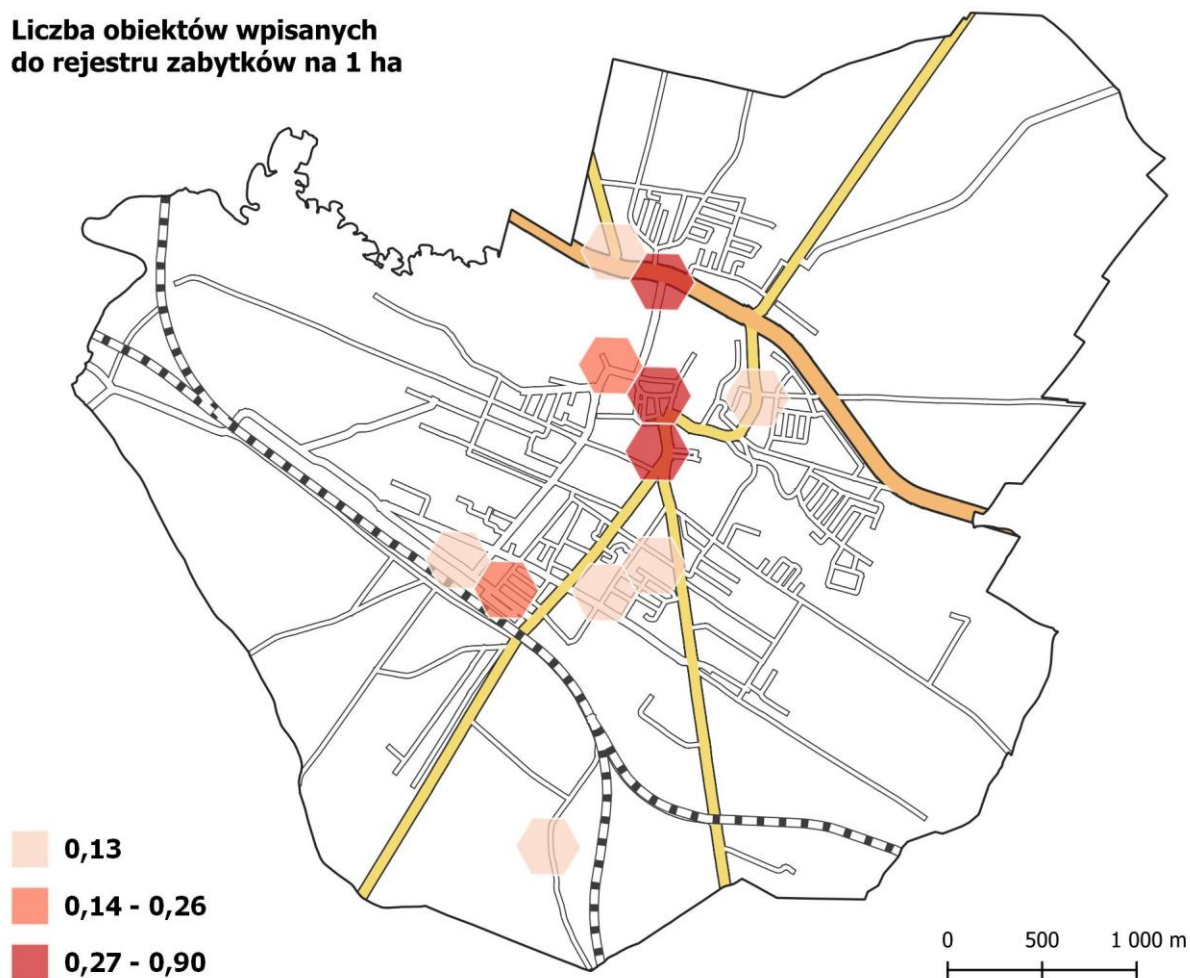 Liczba obiektów wpisanych
do rejestru zabytków na 1 ha
0,13
0,14 - 0,26
0,27 - 0,90
0 500 1 000 m